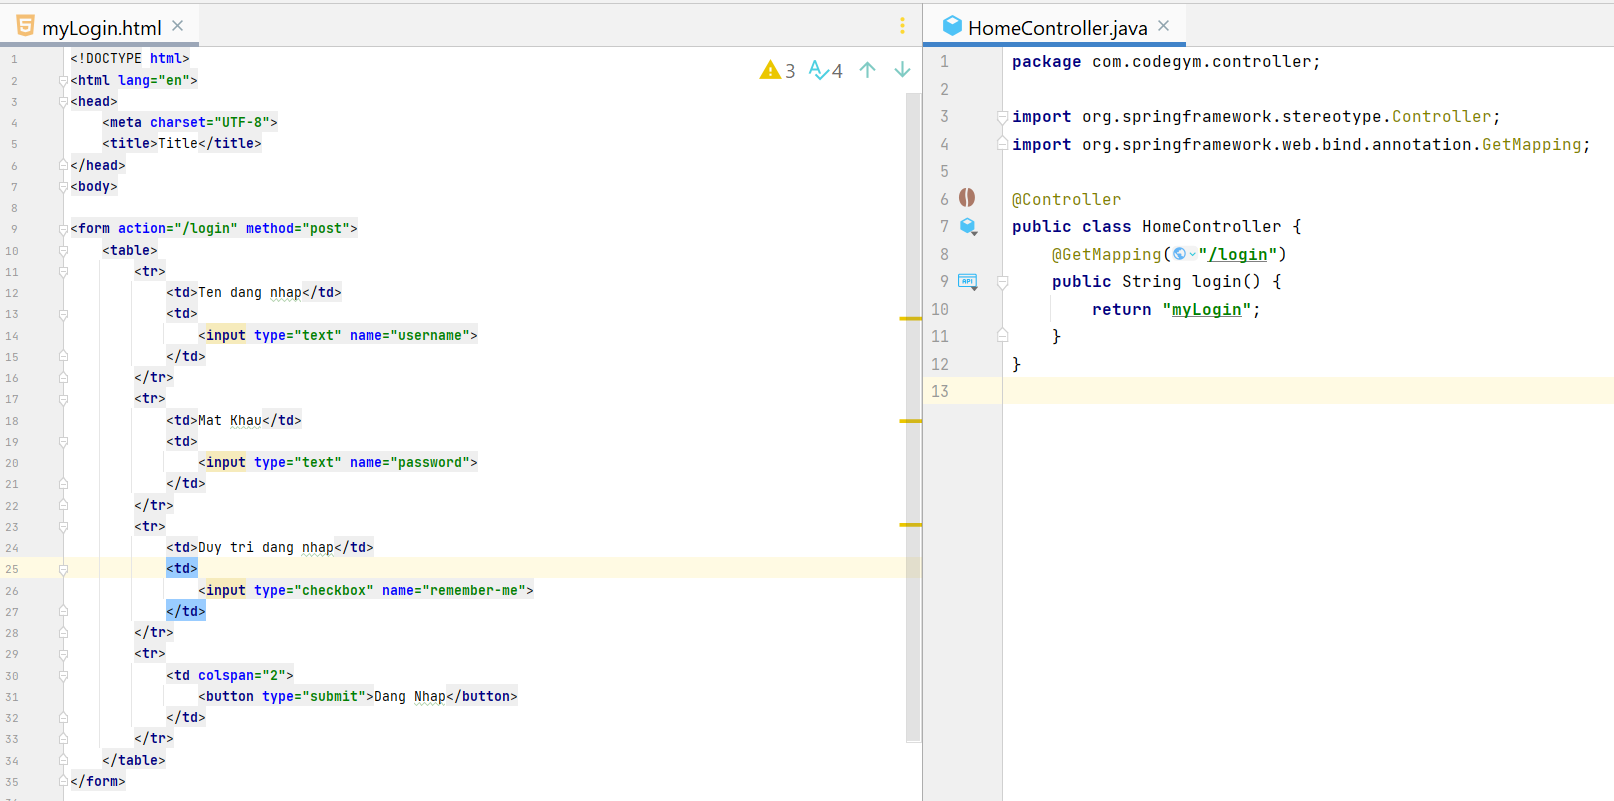 myLogin.html
3 4
1 <!DOCTYPE html>
2 <html lang="en">
3 <head>
4 <meta charset="UTF-8">
5 <title>Title</title>
6 </head>
7 <body>
8
9 <form action="/login" method="post">
10 <table>
11 <tr>
12 <td>Ten dang nhap</td>
13 <td>
14 <input type="text" name="username">
15 </td>
16 </tr>
17 <tr>
18 <td>Mat Khau</td>
19 <td>
20 <input type="text" name="password">
21 </td>
22 </tr>
23 <tr>
24 <td>Duy tri dang nhap</td>
25 <td>
26 <input type="checkbox" name="remember-me">
27 </td>
28 </tr>
29 <tr>
30 <td colspan="2">
31 <button type="submit">Dang Nhap</button>
32 </td>
33 </tr>
34 </table>
35 </form>
HomeController.java
1 package com.codegym.controller;
2
3 import org.springframework.stereotype.Controller;
4 import org.springframework.web.bind.annotation.GetMapping;
5
6 @Controller
7 public class HomeController {
8 @GetMapping("/login")
9 public String login() {
10 return "myLogin";
11 }
12 }
13